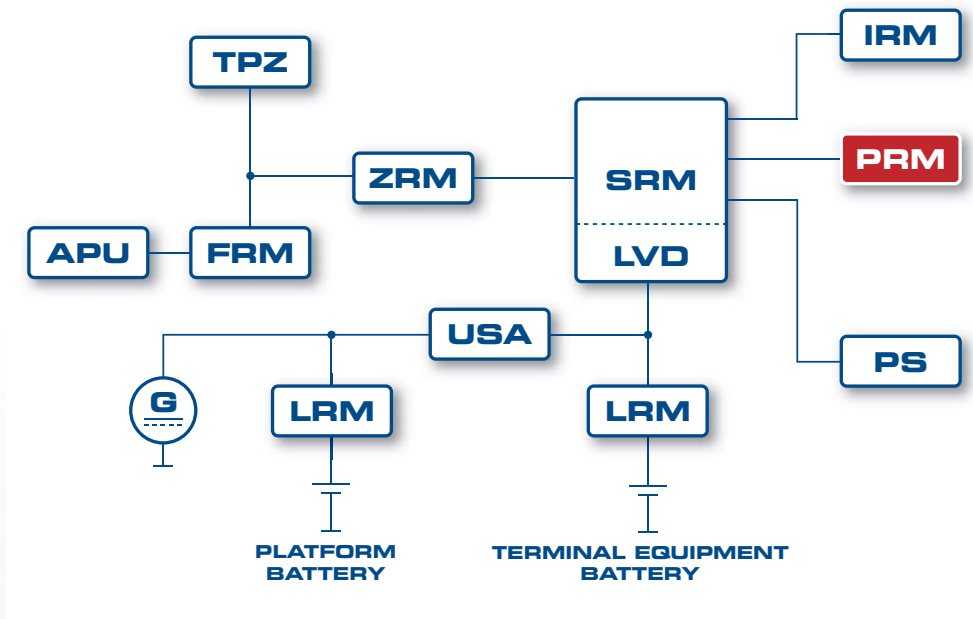 IRM
TPZ
PRM
ZRM
SRM
APU
FRM
LVD
USA
PS
G
LRM
LRM
PLATFORM
BATTERY
TERMINAL EQUIPMENT
BATTERY